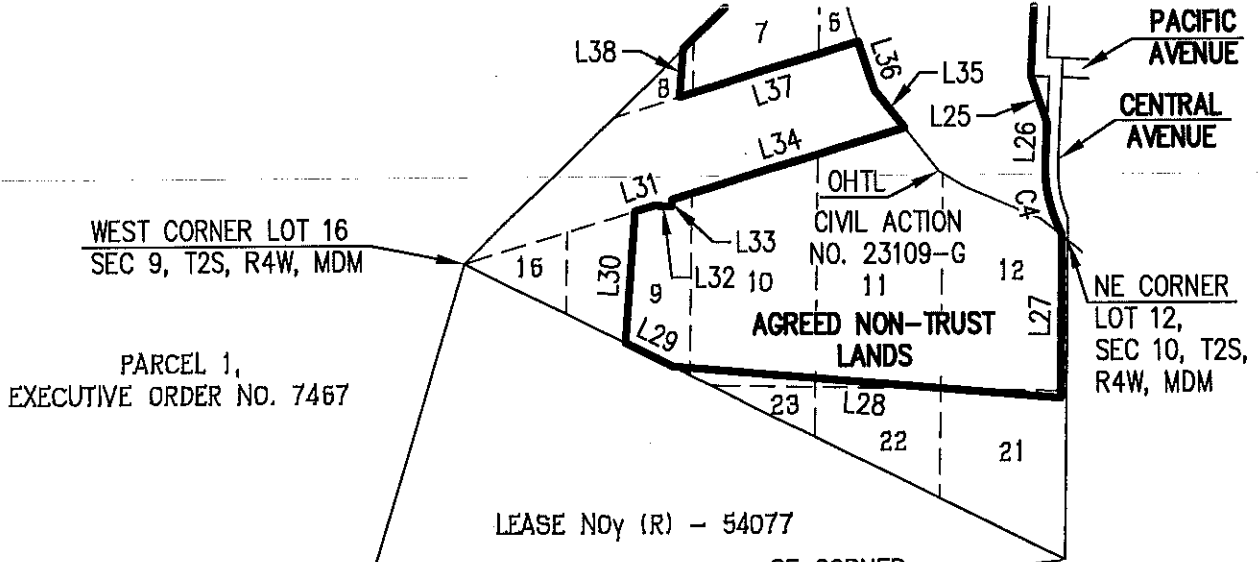 7
6
PACIFIC
AVENUE
L38
L36
L35
8
L37
L25
L26
CENTRAL
AVENUE
L34
OHTL
L31
C4
CIVIL ACTION
NO. 23109-G
WEST CORNER LOT 16
SEC 9, T2S, R4W, MDM
L33
16
L30
9
L32
10
11
12
L27
NE CORNER
LOT 12,
SEC 10, T2S,
R4W, MDM
AGREED NON-TRUST
LANDS
L29
PARCEL 1,
EXECUTIVE ORDER NO. 7467
23
L28
22
21
LEASE NOy (R) - 54077